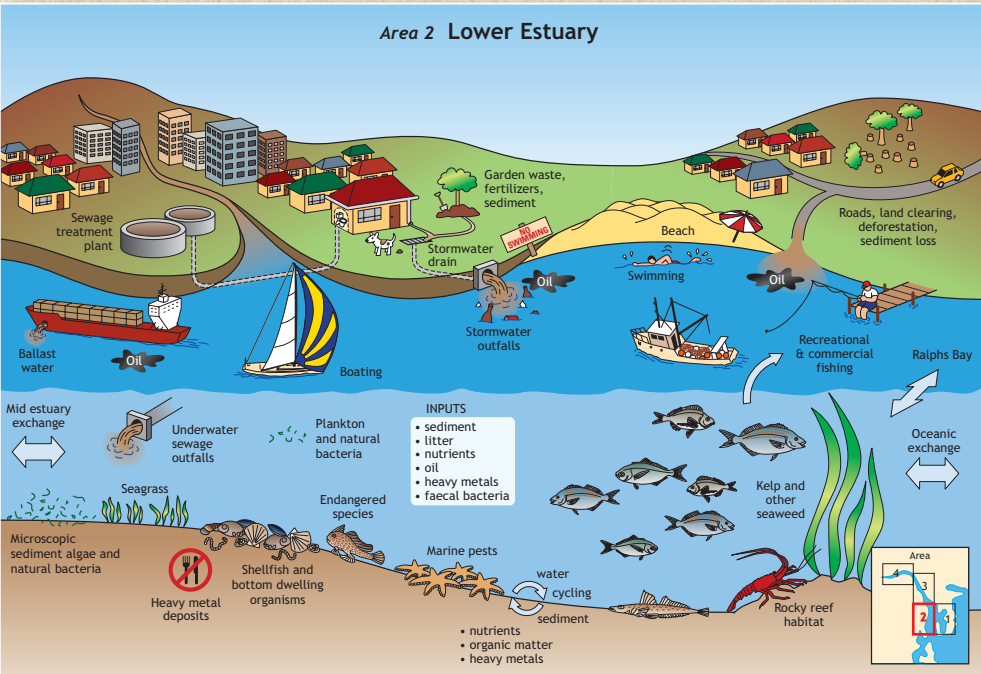 Area 2 Lower Estuary
Garden waste,
fertilizers,
sediment
Sewage
treatment
plant
Stormwater
drain
NO
SWIMMING
Beach
Roads, land clearing,
deforestation,
sediment loss
Oil
Swimming
Oil
Ballast
water
Oil
Boating
Stormwater
outfalls
Recreational
& commercial
fishing
Ralphs Bay
Mid estuary
exchange
Underwater
sewage
outfalls
Plankton
and natural
bacteria
INPUTS
• sediment
• litter
• nutrients
• oil
• heavy metals
• faecal bacteria
Oceanic
exchange
Kelp and
other
seaweed
Seagrass
Endangered
species
Microscopic
sediment algae and
natural bacteria
Heavy metal
deposits
Shellfish and
bottom dwelling
organisms
Marine pests
water
cycling
sediment
• nutrients
• organic matter
• heavy metals
Rocky reef
habitat
Area
4
3
2
1